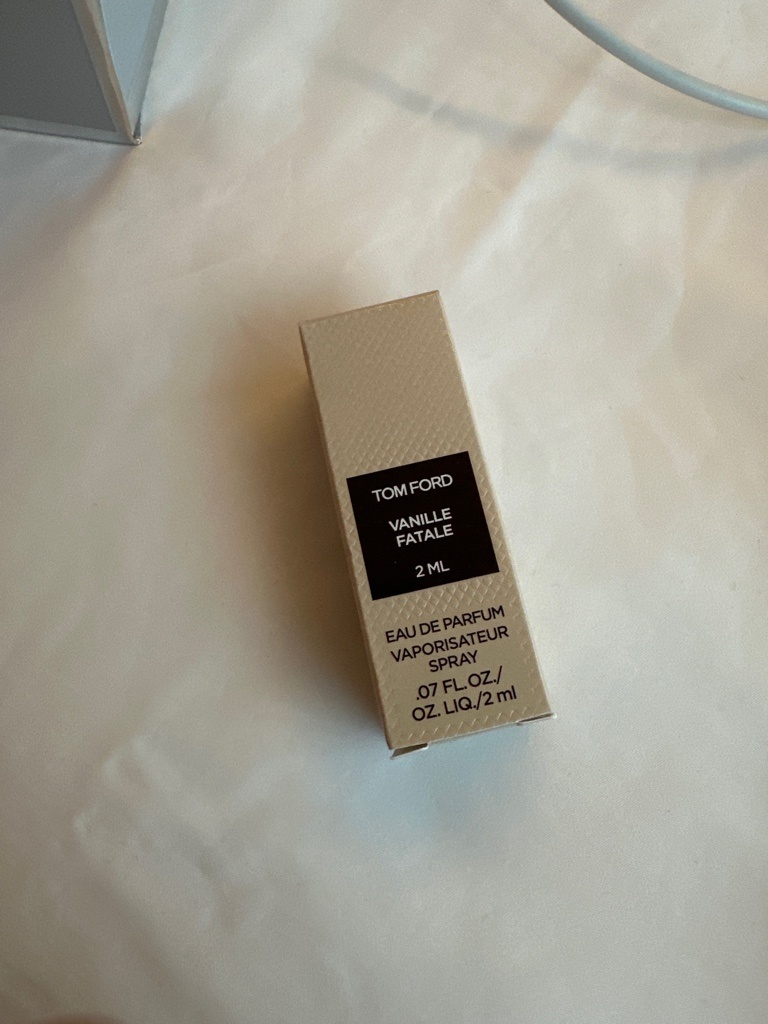 TOM FORD
VANILLE
FATALE
2 ML
EAU DE PARFUM
VAPORISATEUR
SPRAY
.07 FL.OZ./
OZ. LIQ./2 ml